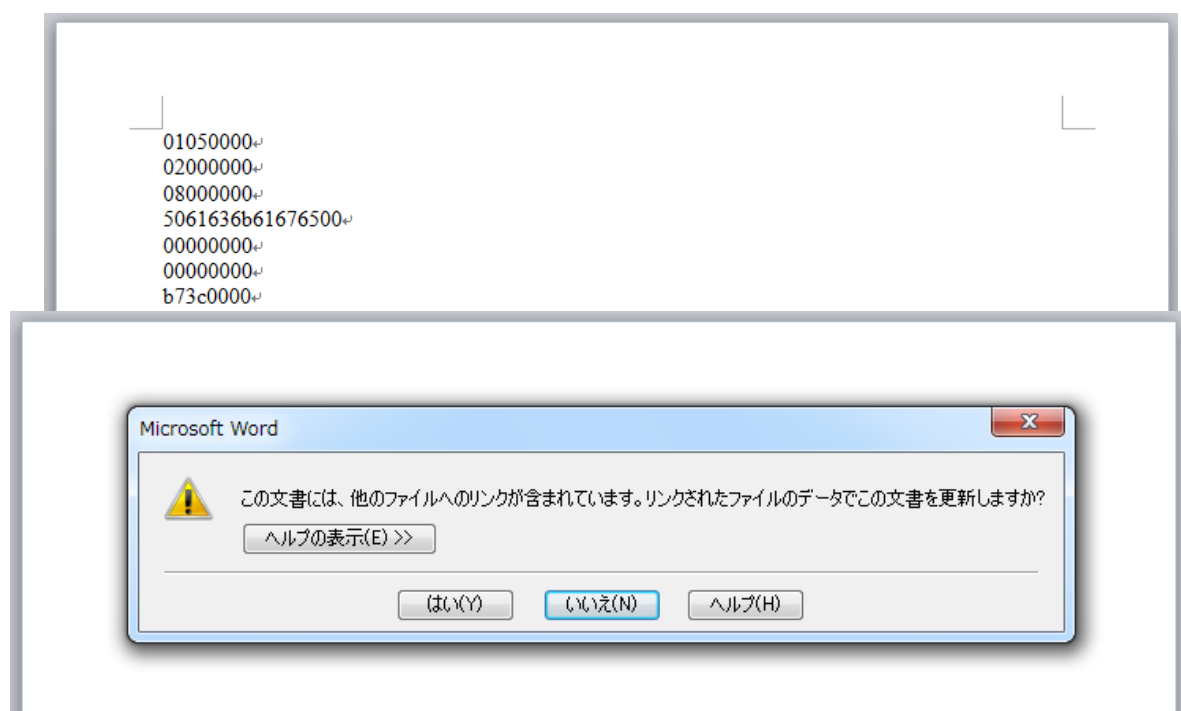 01050000↵
02000000↵
08000000↵
5061636b61676500↵
00000000↵
00000000↵
b73c0000↵
Microsoft Word
この文書には、他のファイルへのリンクが含まれています。リンクされたファイルのデータでこの文書を更新しますか?
ヘルプの表示(E) >>
はい(Y)
いいえ(N)
ヘルプ(H)